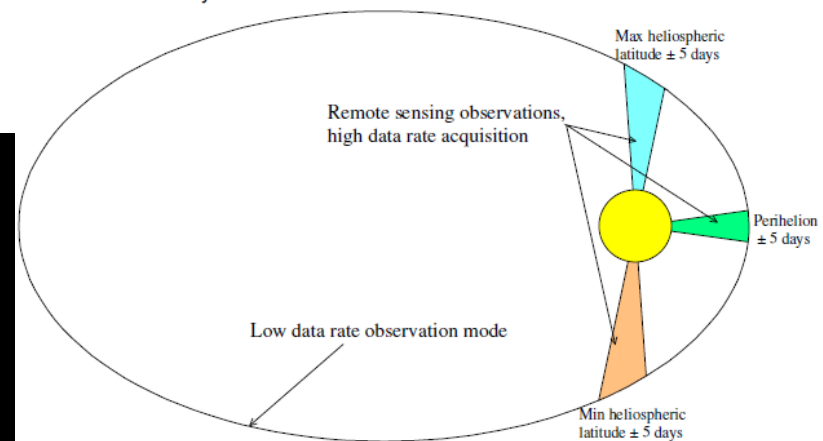 Max heliospheric
latitude ± 5 days
Remote sensing observations,
high data rate acquisition
Perihelion
± 5 days
Low data rate observation mode
Min heliospheric
latitude ± 5 days